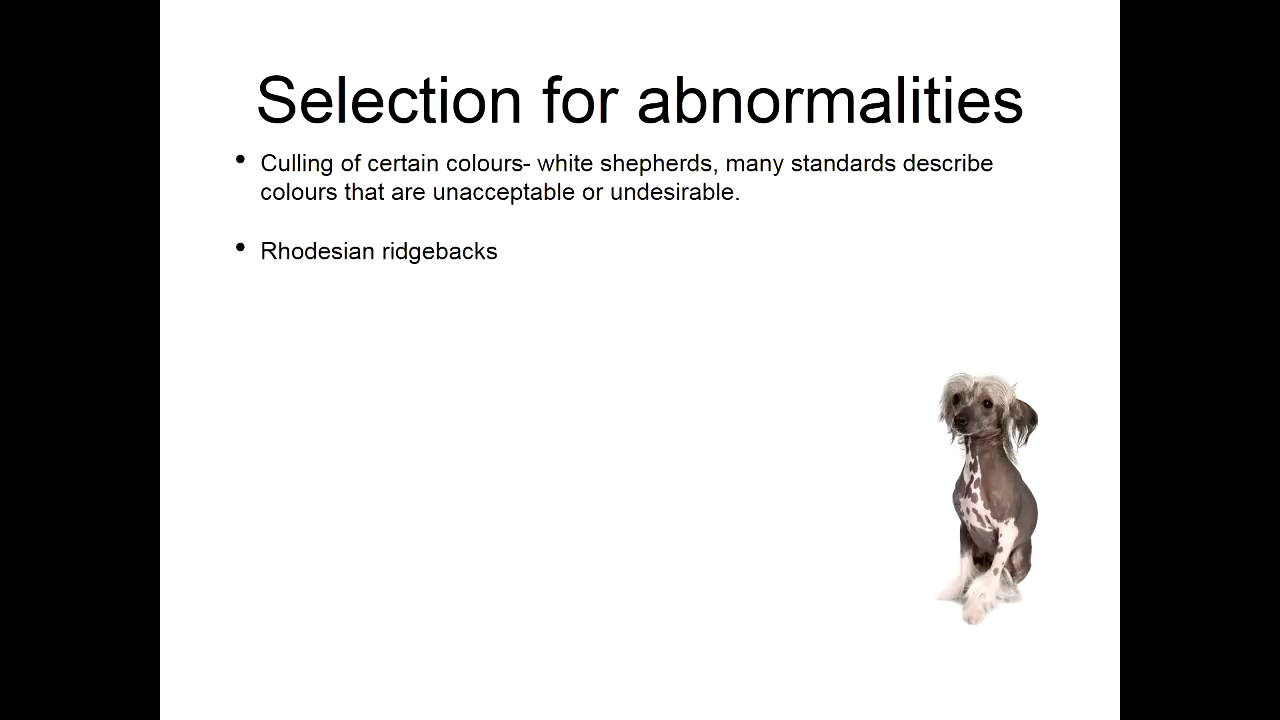 Selection for abnormalities
• Culling of certain colours- white shepherds, many standards describe
colours that are unacceptable or undesirable.
• Rhodesian ridgebacks